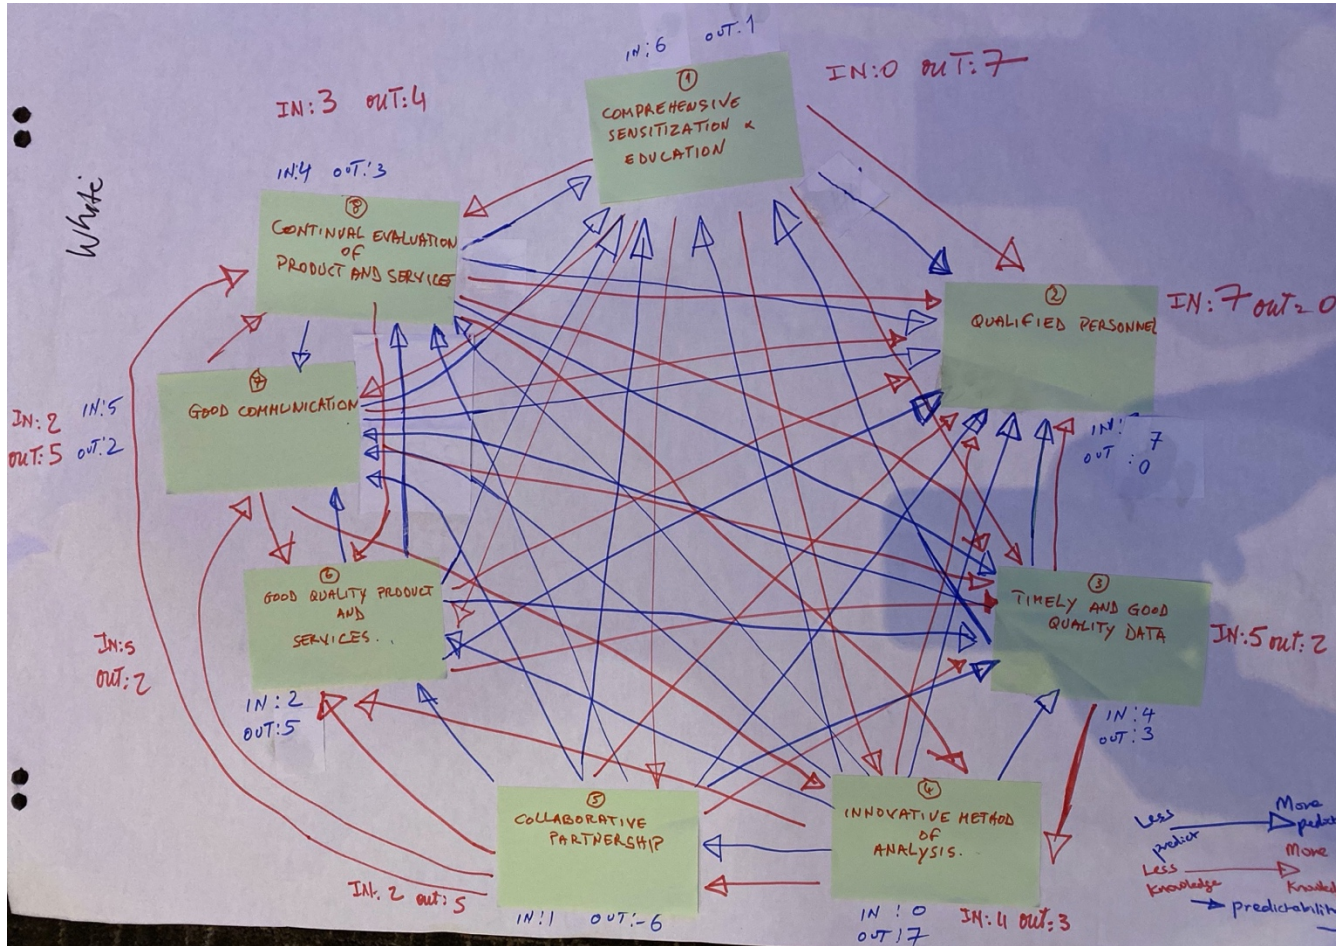 IN:6 OUT:1
IN:0 OUT:7
①
COMPREHENSIVE
SENSITIZATION &
EDUCATION
IN:3 OUT:4
IN:4 OUT:3
⑧
CONTINUAL EVALUATION
OF
PRODUCT AND SERVICES
White
②
QUALIFIED PERSONNEL
IN:7 OUT=0
IN:
7
OUT :0
GOOD COMMUNICATION
IN:2
OUT:5
IN:5
OUT:2
⑥
GOOD QUALITY PRODUCT
AND
SERVICES..
IN:5
OUT:2
IN:2
OUT:5
③
TIMELY AND GOOD
QUALITY DATA
IN:5 OUT:2
IN:4
OUT:3
⑤
COLLABORATIVE
PARTNERSHIP
IN:2 OUT:5
IN:1 OUT:-6
④
INNOVATIVE METHOD
OF
ANALYSIS.
IN:0
OUT:7
IN:4 OUT:3
Less
predict
More
Less
Knowledge
More